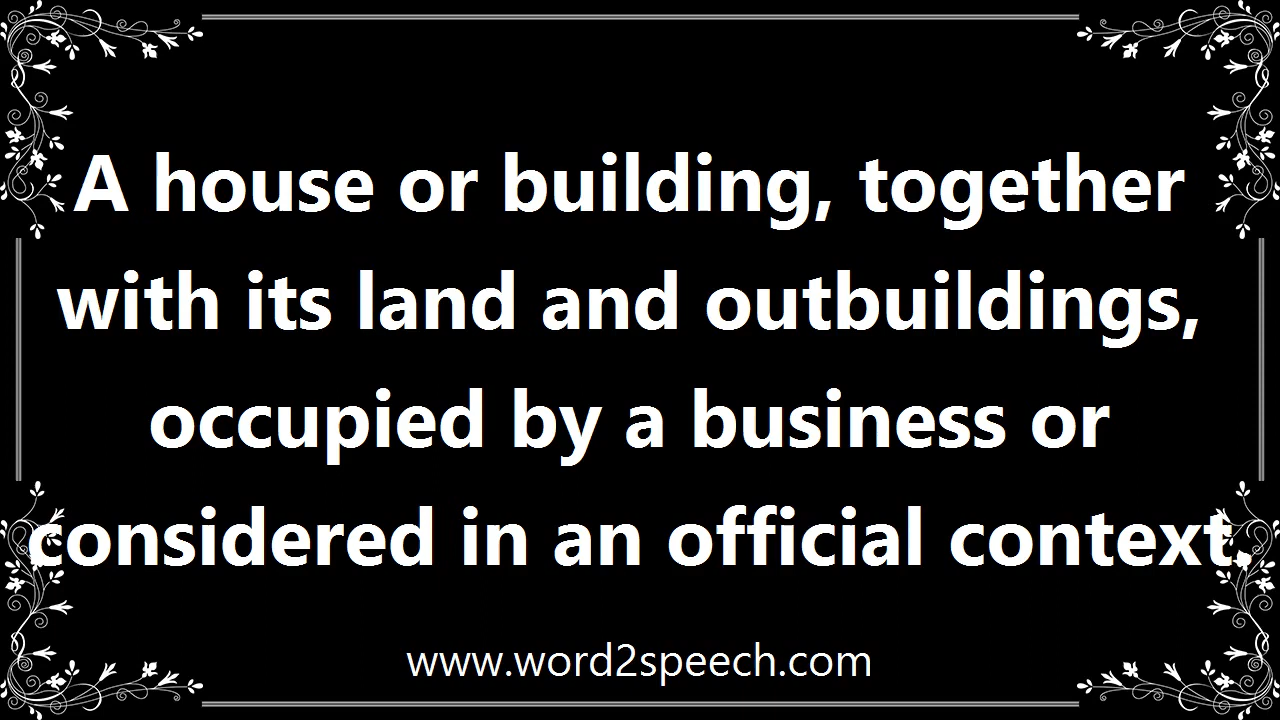 A house or building, together
with its land and outbuildings,
occupied by a business or
considered in an official context.
www.word2speech.com